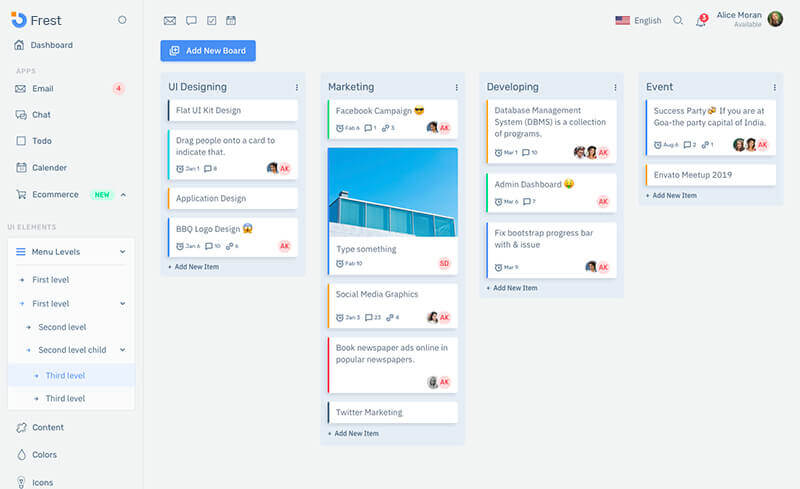 Frest
Dashboard
APPS
Email 4
Chat
Todo
Calender
Ecommerce NEW
UI ELEMENTS
Menu Levels
First level
First level
Second level
Second level child
Third level
Third level
Content
Colors
Icons
English
3
Alice Moran
Available
Add New Board
UI Designing
Flat UI Kit Design
Drag people onto a card to
indicate that.
Jan 1 8 AK
Application Design
BBQ Logo Design 😱
Jan 6 10 6 AK
+ Add New Item
Marketing
Facebook Campaign 😎
Feb 6 1 3 AK
Type something
Feb 10 SD
Social Media Graphics
Jan 3 23 4 AK
Book newspaper ads online in
popular newspapers.
AK
Twitter Marketing
+ Add New Item
Developing
Database Management
System (DBMS) is a collection
of programs.
Mar 1 10 AK
Admin Dashboard 🤑
Mar 6 7 AK
Fix bootstrap progress bar
with & issue
Mar 9 AK
+ Add New Item
Event
Success Party🥳 If you are at
Goa-the party capital of India.
Aug 6 2 1 AK
Envato Meetup 2019
+ Add New Item